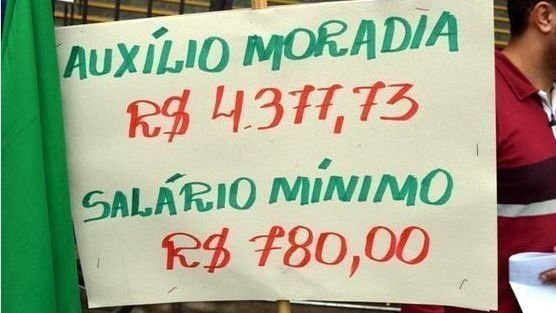 AUXÍLIO MORADIA
R$ 4.377,73
SALÁRIO MÍNIMO
R$ 780,00